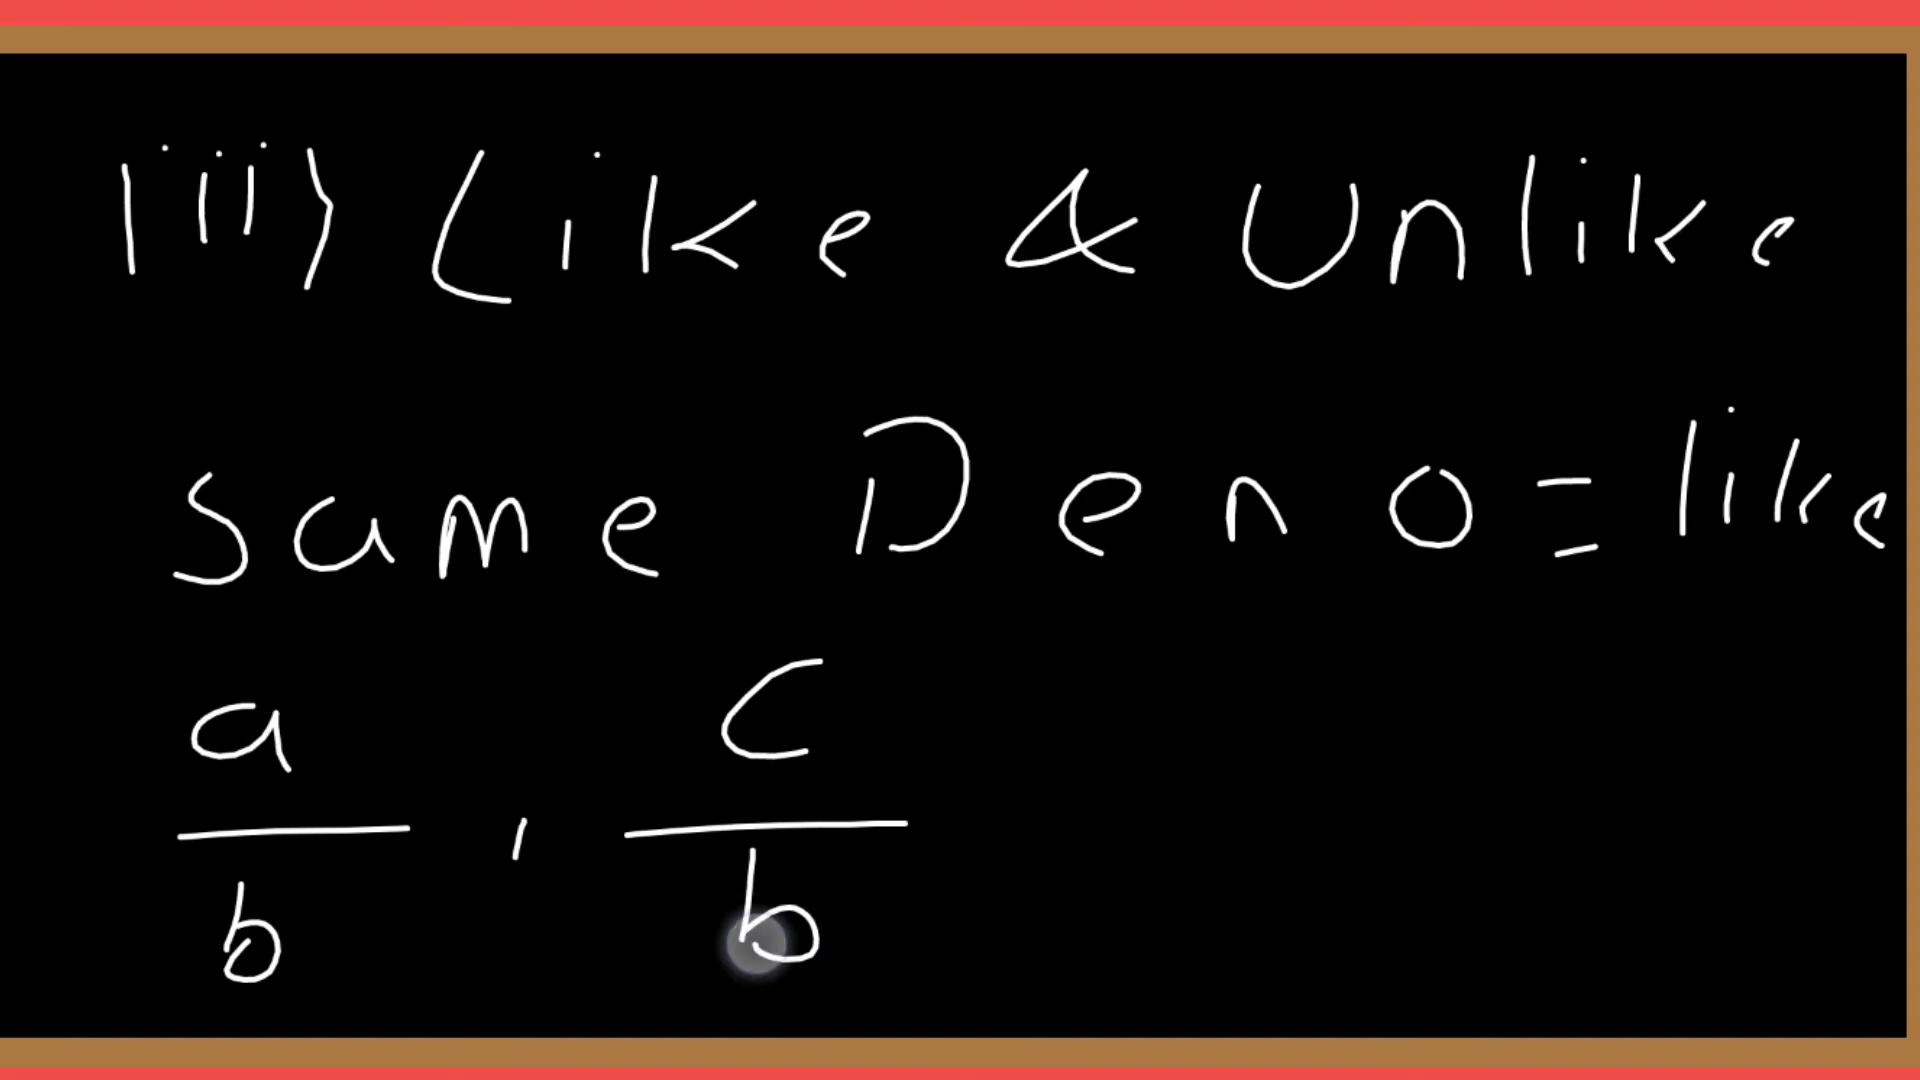 iii) Like & Unlike
Same Deno = like
a/b , c/b